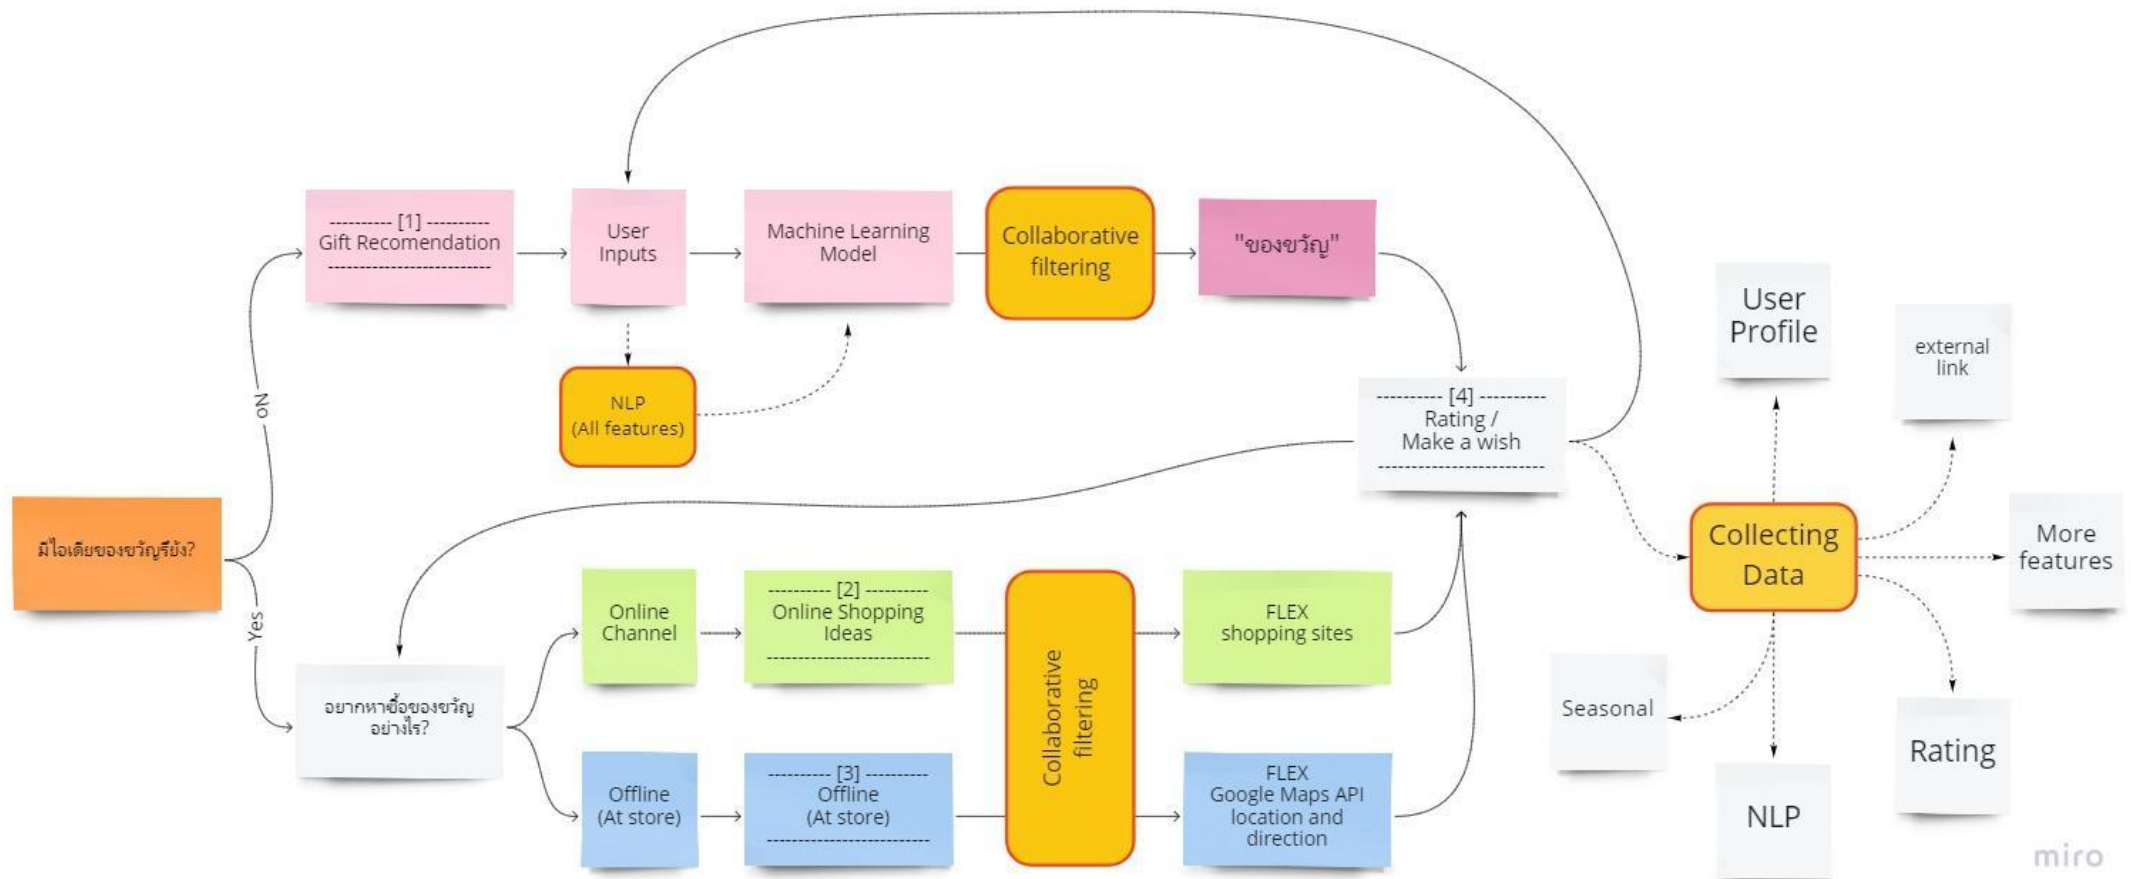 ---------- [1] ----------
Gift Recomendation
--------------------------
User
Inputs
Machine Learning
Model
Collaborative
filtering
"ของขวัญ"
NLP
(All features)
No
มีไอเดียของขวัญรึยัง?
Yes
---------- [4] ----------
Rating /
Make a wish
--------------------------
อยากหาซื้อของขวัญ
อย่างไร?
Online
Channel
---------- [2] ----------
Online Shopping
Ideas
--------------------------
Collaborative
filtering
FLEX
shopping sites
Offline
(At store)
---------- [3] ----------
Offline
(At store)
--------------------------
FLEX
Google Maps API
location and
direction
User
Profile
external
link
Collecting
Data
More
features
Seasonal
Rating
NLP
miro